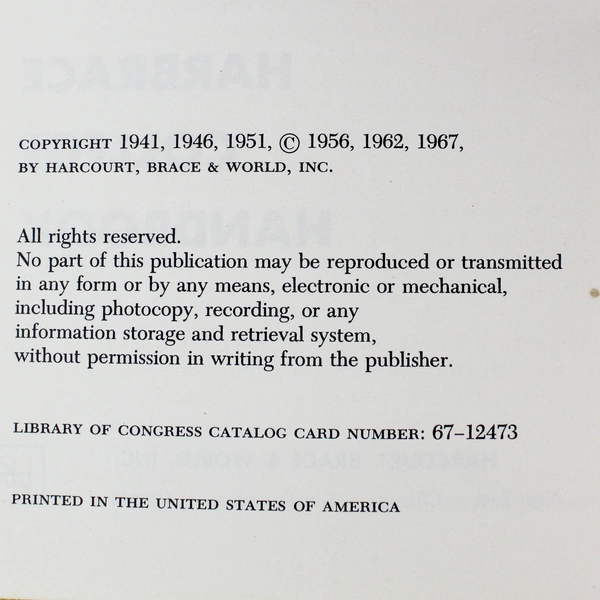 COPYRIGHT 1941, 1946, 1951, © 1956, 1962, 1967,
BY HARCOURT, BRACE & WORLD, INC.
All rights reserved.
No part of this publication may be reproduced or transmitted
in any form or by any means, electronic or mechanical,
including photocopy, recording, or any
information storage and retrieval system,
without permission in writing from the publisher.
LIBRARY OF CONGRESS CATALOG CARD NUMBER: 67–12473
PRINTED IN THE UNITED STATES OF AMERICA